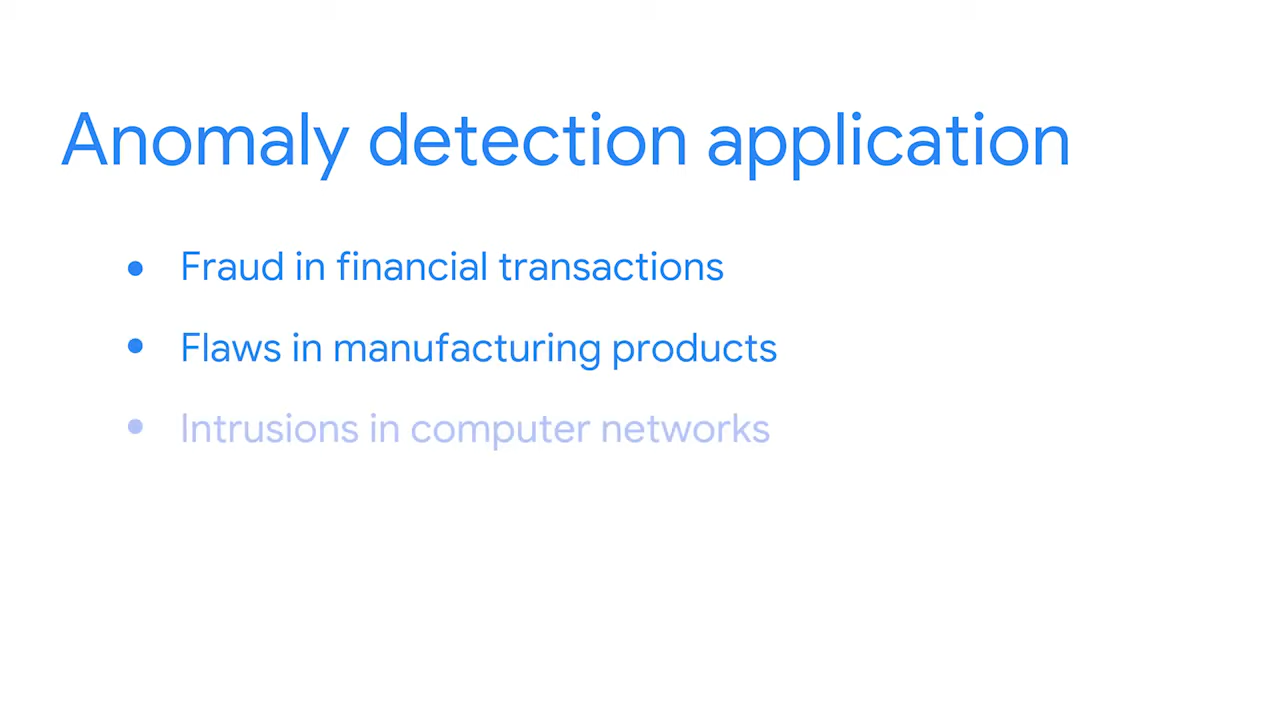 Anomaly detection application
• Fraud in financial transactions
• Flaws in manufacturing products
• Intrusions in computer networks